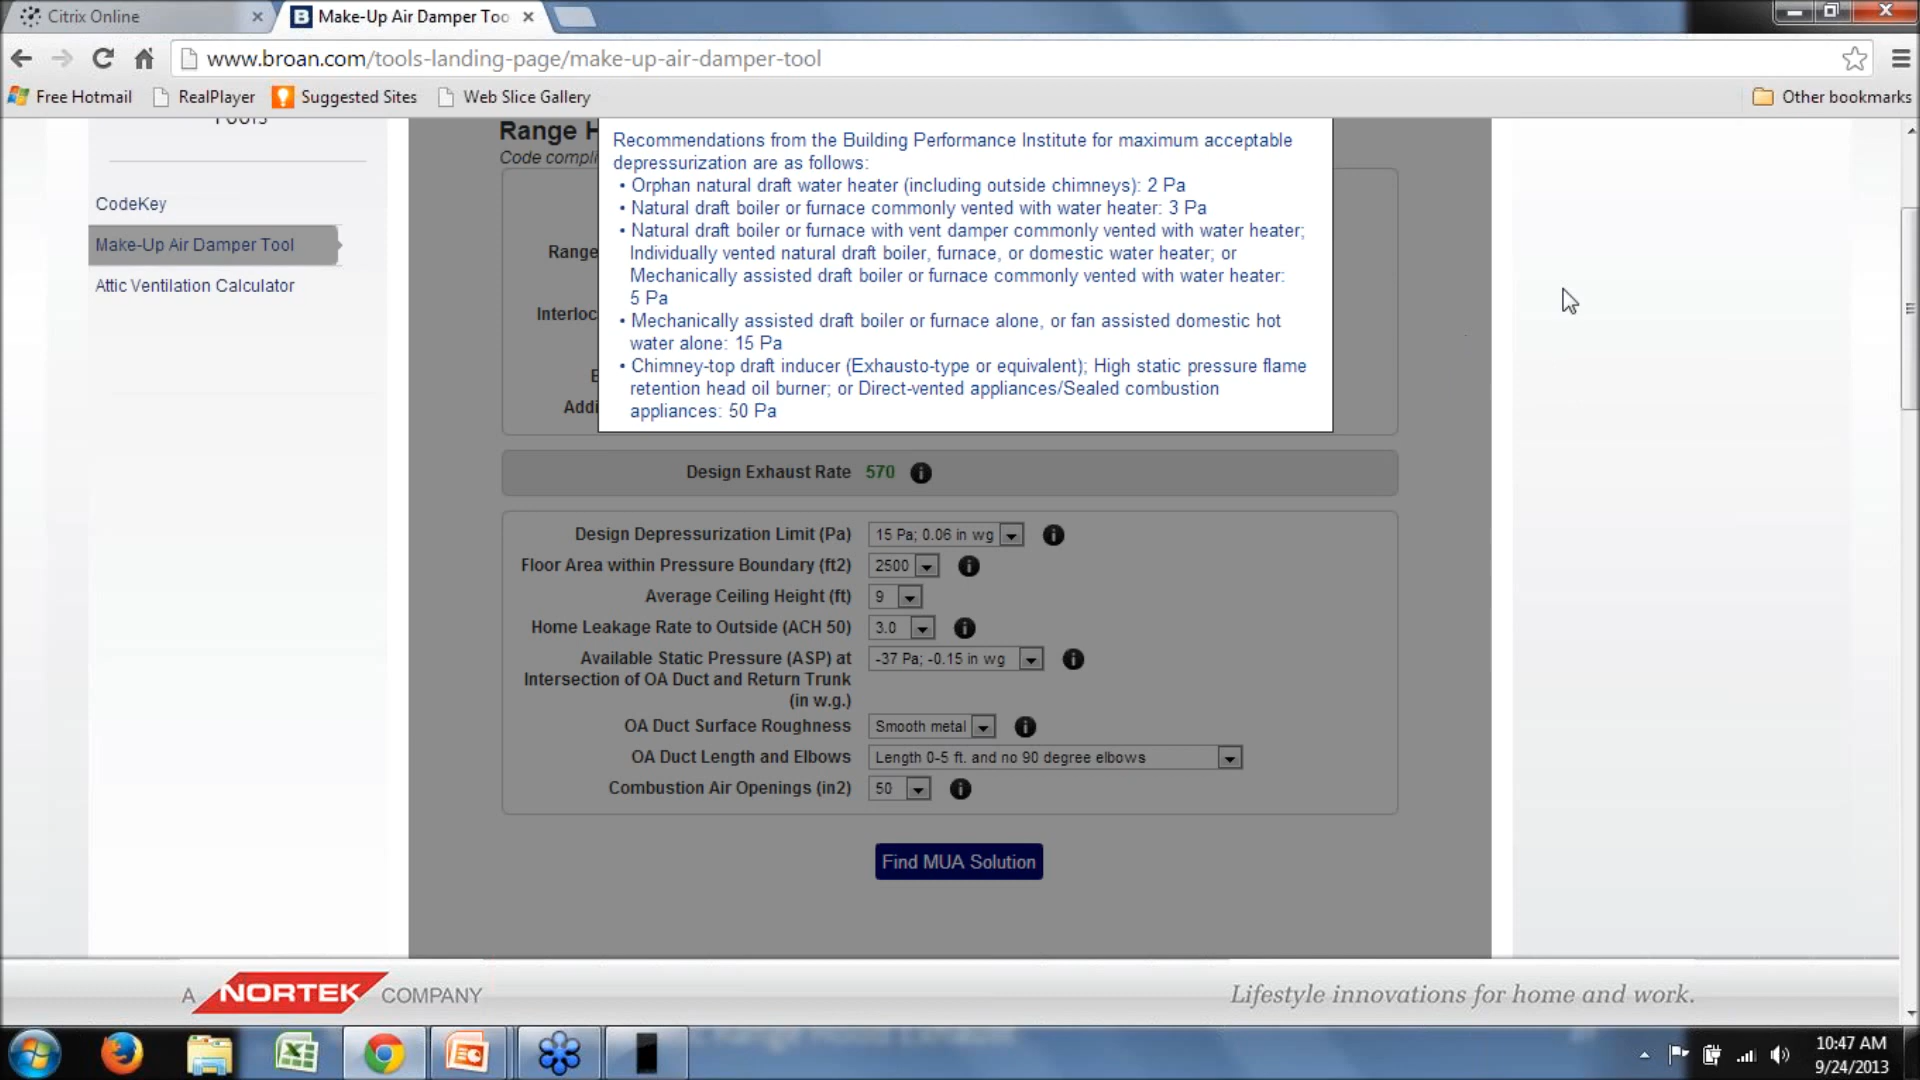 Citrix Online
Make-Up Air Damper Too
www.broan.com/tools-landing-page/make-up-air-damper-tool
Free Hotmail
RealPlayer
Suggested Sites
Web Slice Gallery
Other bookmarks
CodeKey
Make-Up Air Damper Tool
Attic Ventilation Calculator
Range H
Code compli
Range
Interloc
Addi
Recommendations from the Building Performance Institute for maximum acceptable
depressurization are as follows:
• Orphan natural draft water heater (including outside chimneys): 2 Pa
• Natural draft boiler or furnace commonly vented with water heater: 3 Pa
• Natural draft boiler or furnace with vent damper commonly vented with water heater;
Individually vented natural draft boiler, furnace, or domestic water heater; or
Mechanically assisted draft boiler or furnace commonly vented with water heater:
5 Pa
• Mechanically assisted draft boiler or furnace alone, or fan assisted domestic hot
water alone: 15 Pa
• Chimney-top draft inducer (Exhausto-type or equivalent); High static pressure flame
retention head oil burner; or Direct-vented appliances/Sealed combustion
appliances: 50 Pa
Design Exhaust Rate 570
Design Depressurization Limit (Pa) 15 Pa; 0.06 in wg
Floor Area within Pressure Boundary (ft2) 2500
Average Ceiling Height (ft) 9
Home Leakage Rate to Outside (ACH 50) 3.0
Available Static Pressure (ASP) at -37 Pa; -0.15 in wg
Intersection of OA Duct and Return Trunk
(in w.g.)
OA Duct Surface Roughness Smooth metal
OA Duct Length and Elbows Length 0-5 ft. and no 90 degree elbows
Combustion Air Openings (in2) 50
Find MUA Solution
A NORTEK COMPANY
Lifestyle innovations for home and work.
10:47 AM
9/24/2013